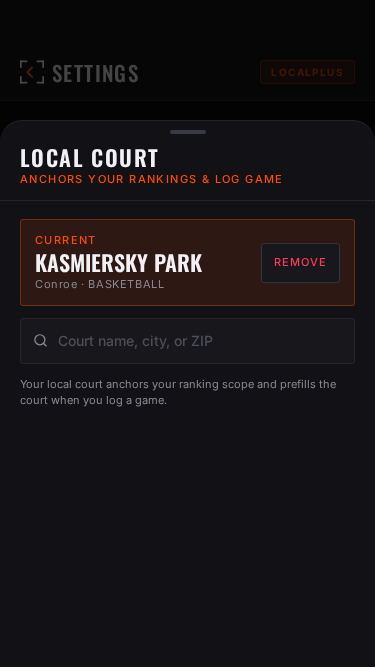 SETTINGS
LOCALPLUS
LOCAL COURT
ANCHORS YOUR RANKINGS & LOG GAME
CURRENT
KASMIERSKY PARK
Conroe · BASKETBALL
REMOVE
Court name, city, or ZIP
Your local court anchors your ranking scope and prefills the
court when you log a game.